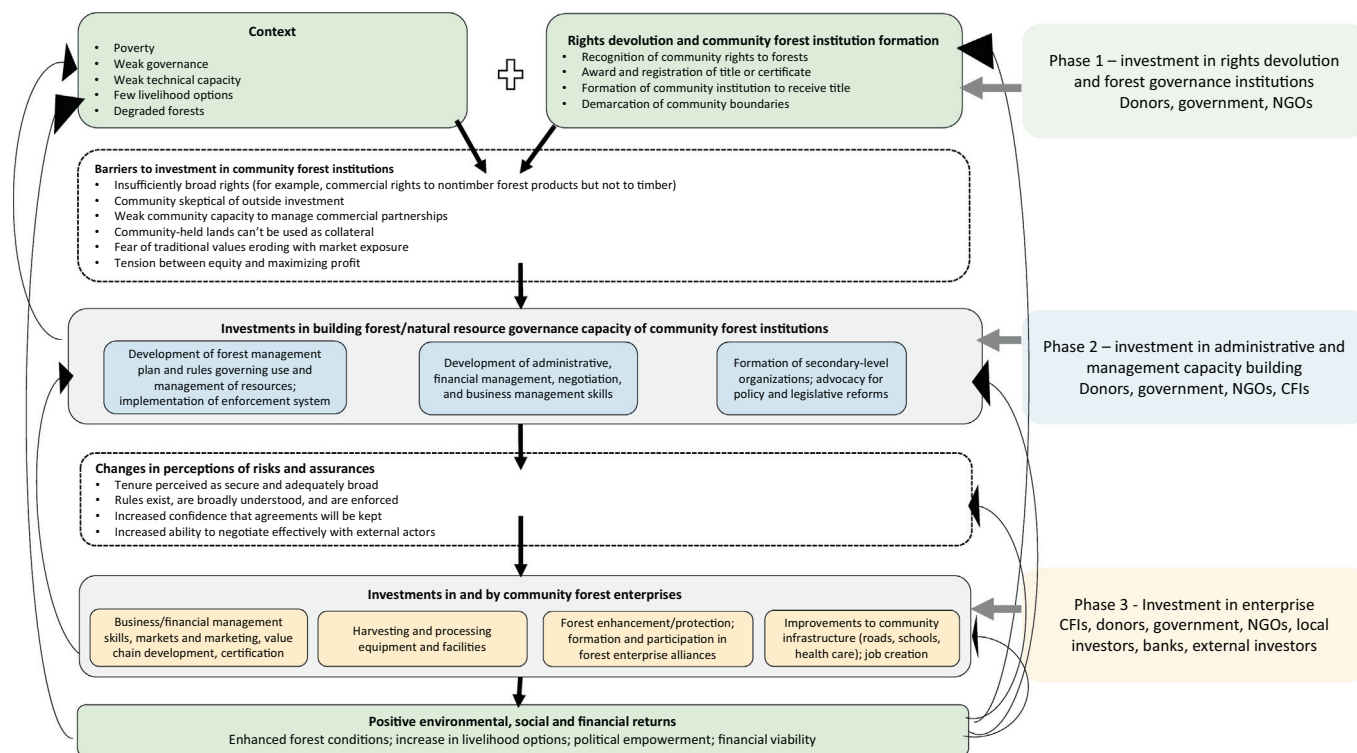 Context
• Poverty
• Weak governance
• Weak technical capacity
• Few livelihood options
• Degraded forests
Rights devolution and community forest institution formation
• Recognition of community rights to forests
• Award and registration of title or certificate
• Formation of community institution to receive title
• Demarcation of community boundaries
Phase 1 – investment in rights devolution
and forest governance institutions
Donors, government, NGOs
Barriers to investment in community forest institutions
• Insufficiently broad rights (for example, commercial rights to nontimber forest products but not to timber)
• Community skeptical of outside investment
• Weak community capacity to manage commercial partnerships
• Community-held lands can't be used as collateral
• Fear of traditional values eroding with market exposure
• Tension between equity and maximizing profit
Investments in building forest/natural resource governance capacity of community forest institutions
Development of forest management
plan and rules governing use and
management of resources;
implementation of enforcement system
Development of administrative,
financial management, negotiation,
and business management skills
Formation of secondary-level
organizations; advocacy for
policy and legislative reforms
Phase 2 – investment in administrative and
management capacity building
Donors, government, NGOs, CFIs
Changes in perceptions of risks and assurances
• Tenure perceived as secure and adequately broad
• Rules exist, are broadly understood, and are enforced
• Increased confidence that agreements will be kept
• Increased ability to negotiate effectively with external actors
Investments in and by community forest enterprises
Business/financial management
skills, markets and marketing, value
chain development, certification
Harvesting and processing
equipment and facilities
Forest enhancement/protection;
formation and participation in
forest enterprise alliances
Improvements to community
infrastructure (roads, schools,
health care); job creation
Phase 3 - Investment in enterprise
CFIs, donors, government, NGOs, local
investors, banks, external investors
Positive environmental, social and financial returns
Enhanced forest conditions; increase in livelihood options; political empowerment; financial viability